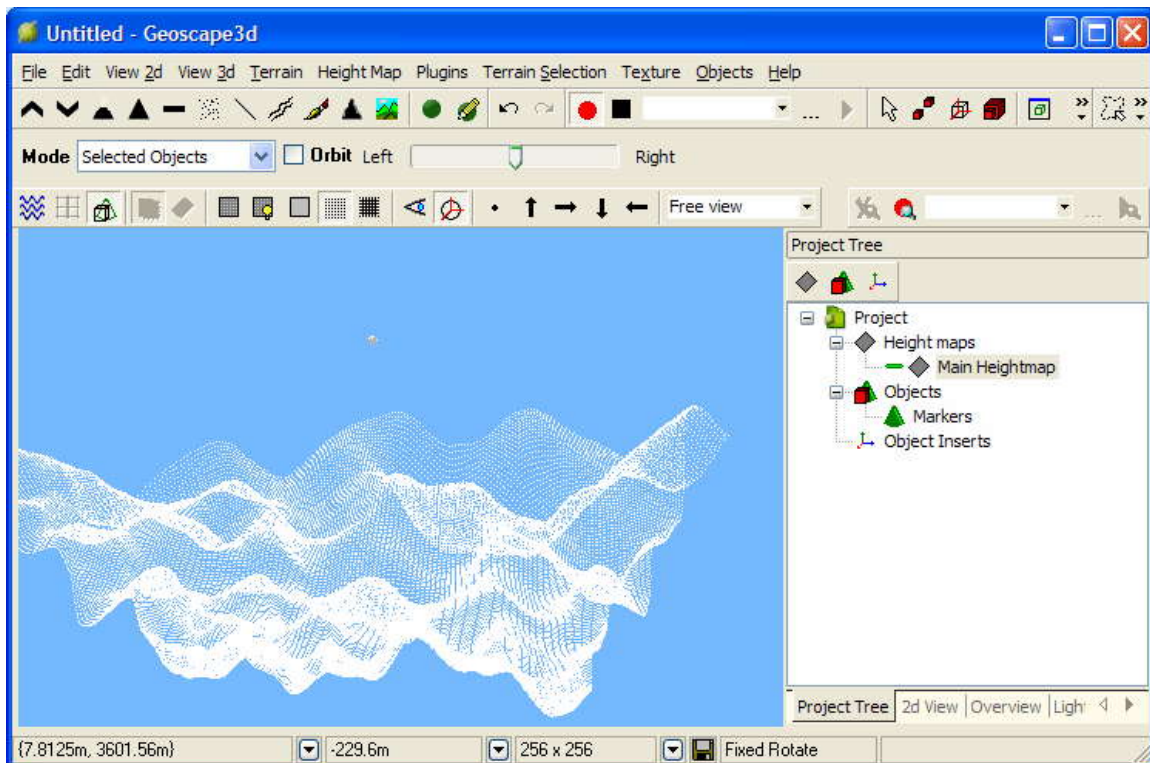 Untitled - Geoscape3d
File Edit View 2d View 3d Terrain Height Map Plugins Terrain Selection Texture Objects Help
Mode Selected Objects Orbit Left Right
Free view
Project Tree
Project
Height maps
Main Heightmap
Objects
Markers
Object Inserts
Project Tree 2d View Overview Ligh
{7.8125m, 3601.56m} -229.6m 256 x 256 Fixed Rotate